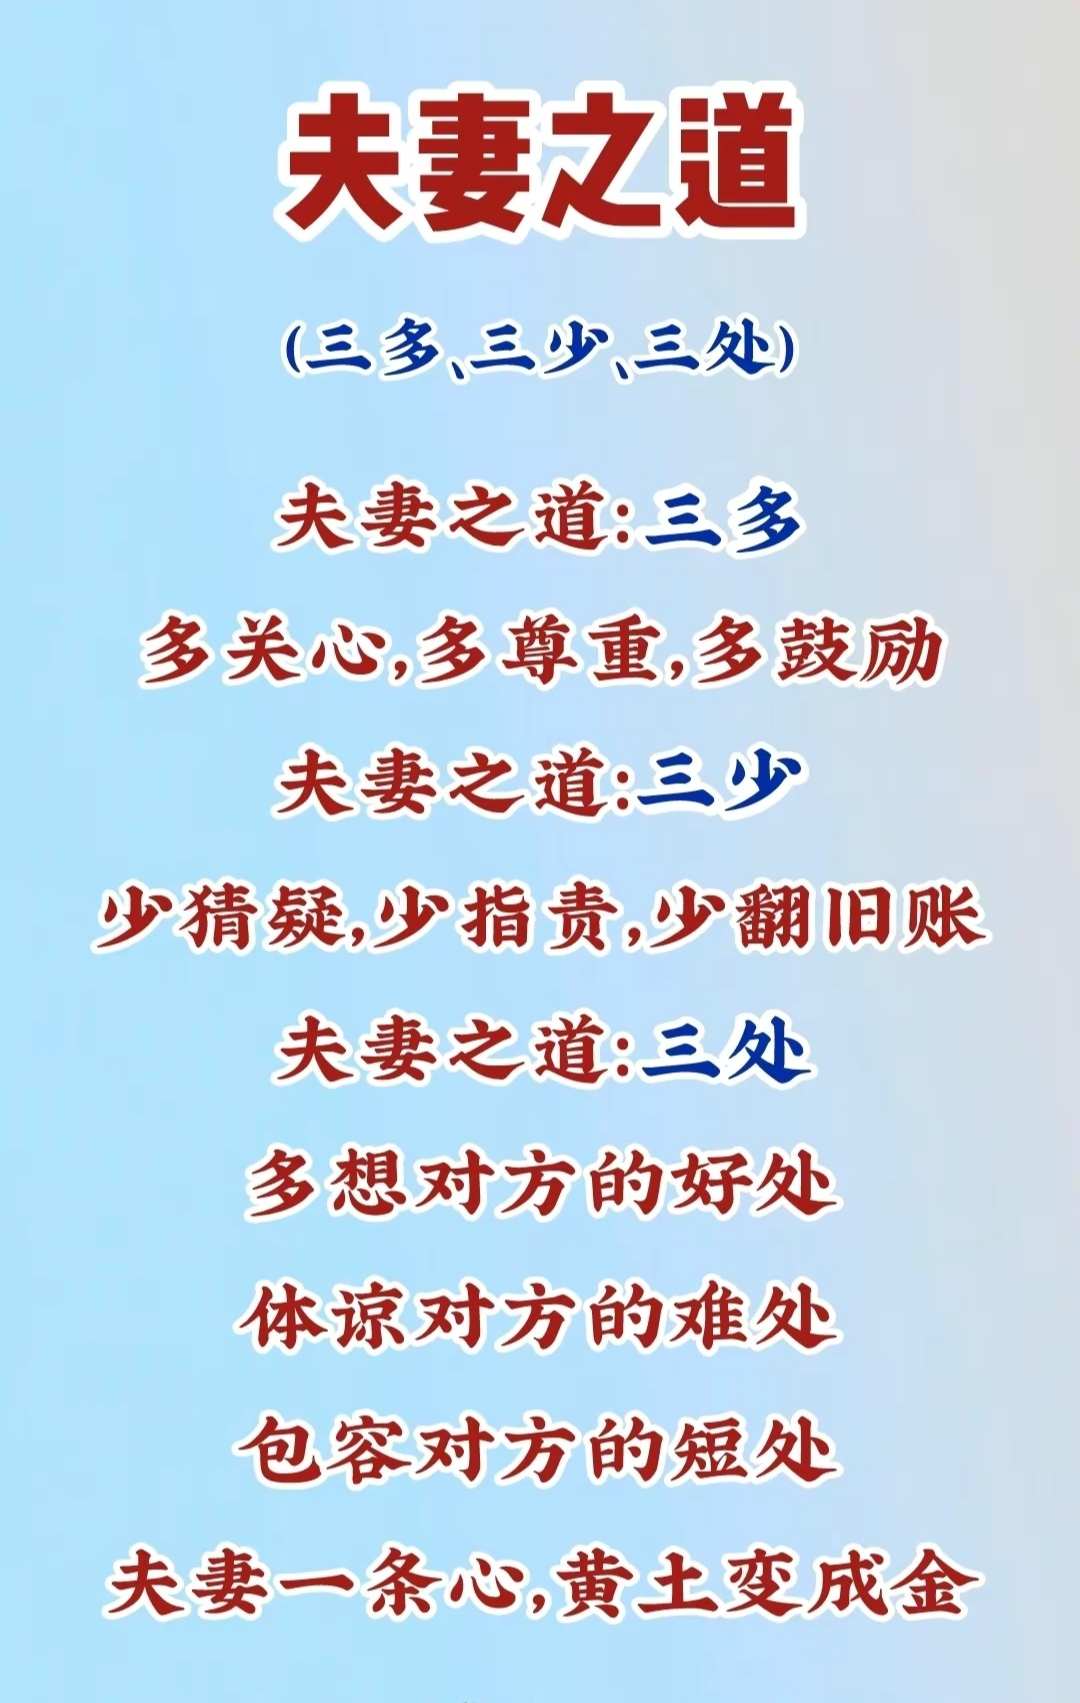 夫妻之道
(三多、三少、三处)
夫妻之道:三多
多关心,多尊重,多鼓励
夫妻之道:三少
少猜疑,少指责,少翻旧账
夫妻之道:三处
多想对方的好处
体谅对方的难处
包容对方的短处
夫妻一条心,黄土变成金